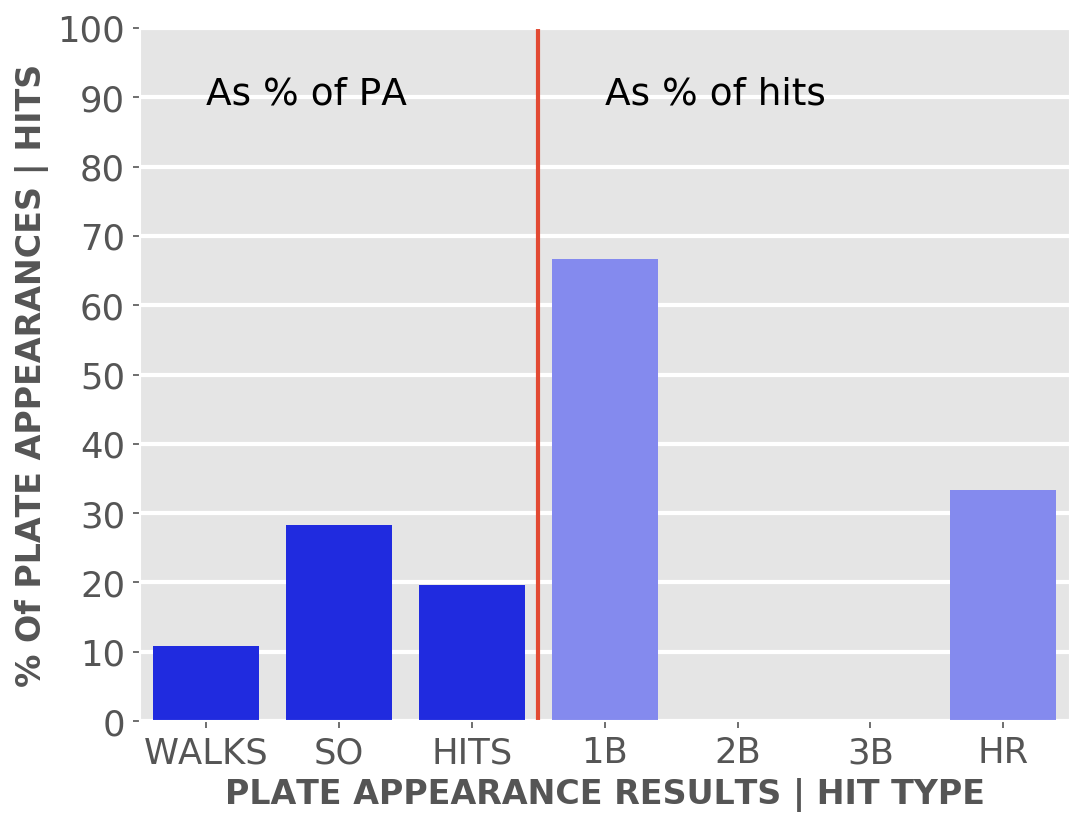 100
90
80
70
60
50
40
30
20
10
0
% Of PLATE APPEARANCES | HITS
As % of PA
As % of hits
WALKS SO HITS 1B 2B 3B HR
PLATE APPEARANCE RESULTS | HIT TYPE